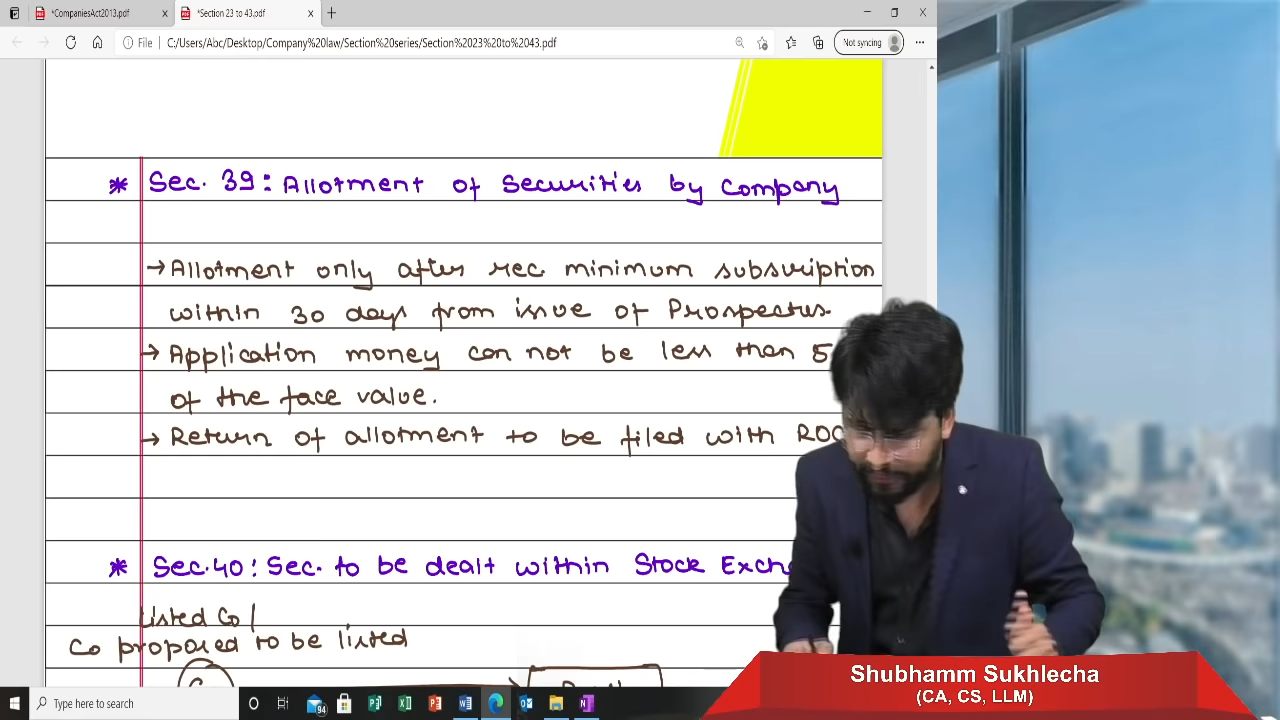 *CompaniesAct2013.pdf
*Section 23 to 43.pdf
File
C:/Users/Abc/Desktop/Company%20law/Section%20series/Section%2023%20to%2043.pdf
Not syncing
* Sec. 39: Allotment of Securities by Company
→ Allotment only after rec. minimum subscription
within 30 days from issue of Prospectus.
→ Application money can not be less than 5
of the face value.
→ Return of allotment to be filed with ROC
* Sec.40: Sec. to be dealt within Stock Exch
Listed Co/
Co proposed to be listed
Shubhamm Sukhlecha
(CA, CS, LLM)
Type here to search
94